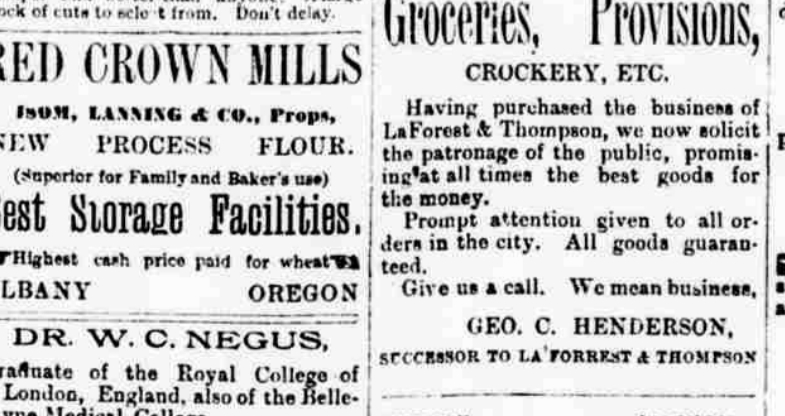 ock of cuts to select from. Don't delay.
RED CROWN MILLS
ISOM, LANNING & CO., Props,
NEW PROCESS FLOUR.
(Superior for Family and Baker's use)
Best Storage Facilities.
Highest cash price paid for wheat
LBANY OREGON
DR. W. C. NEGUS,
raduate of the Royal College of
London, England, also of the Belle-
Medical College
Groceries, Provisions,
CROCKERY, ETC.
Having purchased the business of
LaForest & Thompson, we now solicit
the patronage of the public, promis-
ing at all times the best goods for
the money.
Prompt attention given to all or-
ders in the city. All goods guaran-
teed.
Give us a call. We mean business,
GEO. C. HENDERSON,
SUCCESSOR TO LA'FORREST & THOMPSON